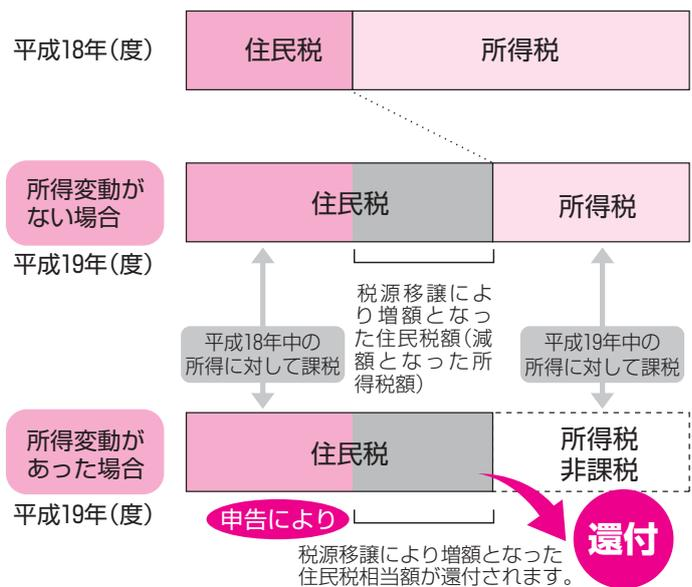 平成18年(度)
住民税
所得税
所得変動が
ない場合
平成19年(度)
住民税
所得税
税源移譲によ
り増額となっ
た住民税額(減
額となった所
得税額)
平成18年中の
所得に対して課税
平成19年中の
所得に対して課税
所得変動が
あった場合
平成19年(度)
住民税
所得税
非課税
申告により
還付
税源移譲により増額となった
住民税相当額が還付されます。